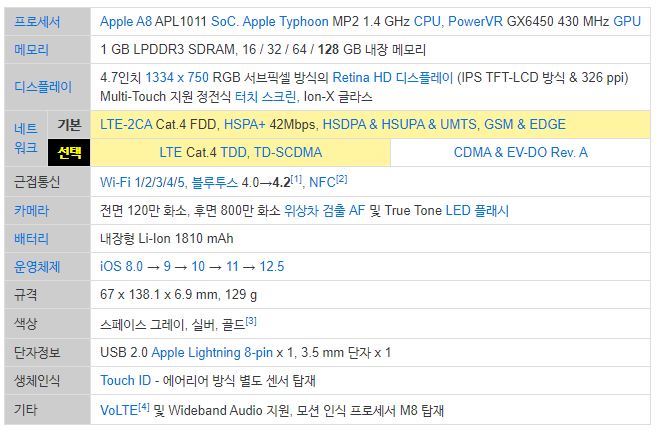 프로세서 Apple A8 APL1011 SoC. Apple Typhoon MP2 1.4 GHz CPU, PowerVR GX6450 430 MHz GPU
메모리 1 GB LPDDR3 SDRAM, 16 / 32 / 64 / 128 GB 내장 메모리
디스플레이 4.7인치 1334 x 750 RGB 서브픽셀 방식의 Retina HD 디스플레이 (IPS TFT-LCD 방식 & 326 ppi)
Multi-Touch 지원 정전식 터치 스크린, Ion-X 글라스
네트워크 기본 LTE-2CA Cat.4 FDD, HSPA+ 42Mbps, HSDPA & HSUPA & UMTS, GSM & EDGE
선택 LTE Cat.4 TDD, TD-SCDMA CDMA & EV-DO Rev. A
근접통신 Wi-Fi 1/2/3/4/5, 블루투스 4.0→4.2[1], NFC[2]
카메라 전면 120만 화소, 후면 800만 화소 위상차 검출 AF 및 True Tone LED 플래시
배터리 내장형 Li-Ion 1810 mAh
운영체제 iOS 8.0 → 9 → 10 → 11 → 12.5
규격 67 x 138.1 x 6.9 mm, 129 g
색상 스페이스 그레이, 실버, 골드[3]
단자정보 USB 2.0 Apple Lightning 8-pin x 1, 3.5 mm 단자 x 1
생체인식 Touch ID - 에어리어 방식 별도 센서 탑재
기타 VoLTE[4] 및 Wideband Audio 지원, 모션 인식 프로세서 M8 탑재